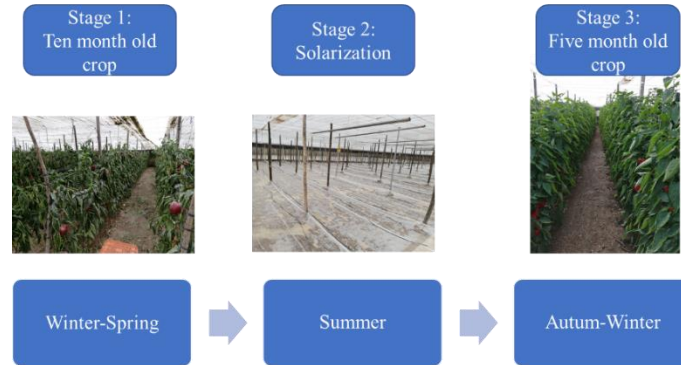 Stage 1:
Ten month old
crop
Stage 2:
Solarization
Stage 3:
Five month old
crop
Winter-Spring
Summer
Autum-Winter